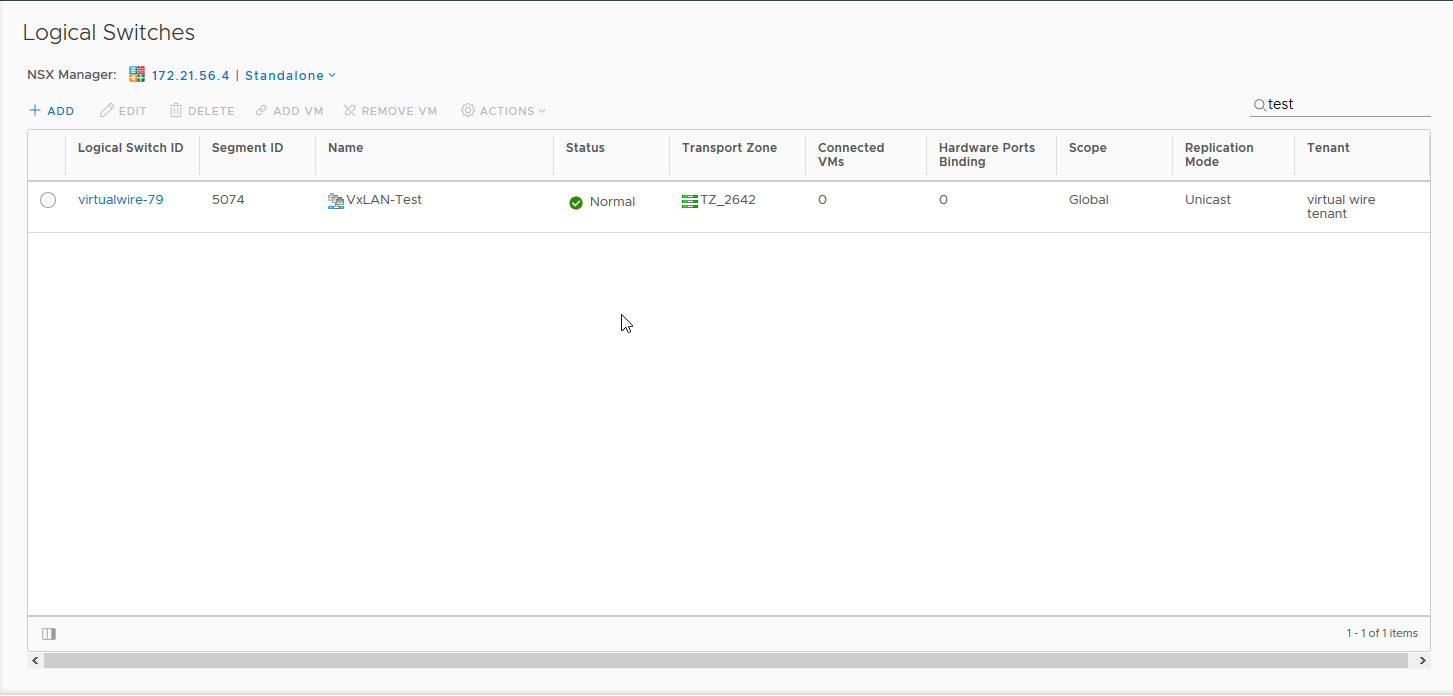 Logical Switches
NSX Manager: 172.21.56.4 | Standalone
ADD EDIT DELETE ADD VM REMOVE VM ACTIONS test
Logical Switch ID Segment ID Name Status Transport Zone Connected VMs Hardware Ports Binding Scope Replication Mode Tenant
virtualwire-79 5074 VxLAN-Test Normal TZ_2642 0 0 Global Unicast virtual wire tenant
1 - 1 of 1 items